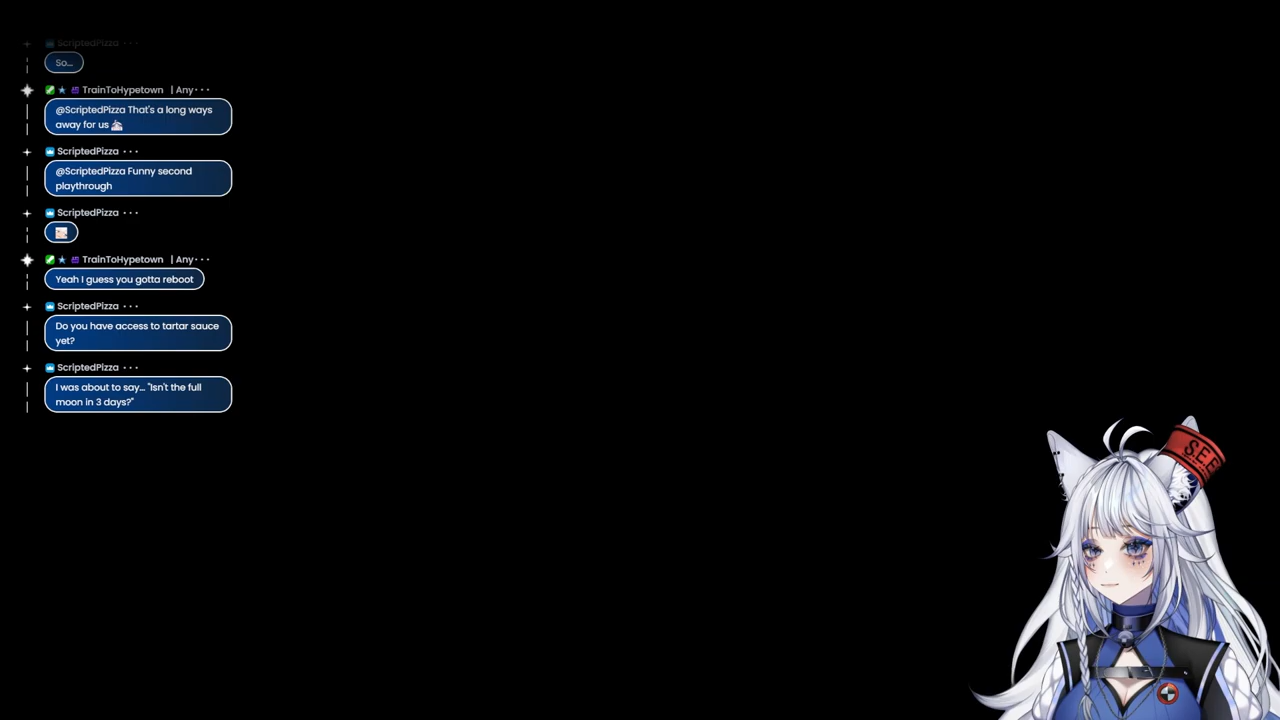 ScriptedPizza
So...
TrainToHypetown | Any···
@ScriptedPizza That's a long ways
away for us
ScriptedPizza ···
@ScriptedPizza Funny second
playthrough
ScriptedPizza ···
TrainToHypetown | Any···
Yeah I guess you gotta reboot
ScriptedPizza ···
Do you have access to tartar sauce
yet?
ScriptedPizza ···
I was about to say... "Isn't the full
moon in 3 days?"
S.E.E